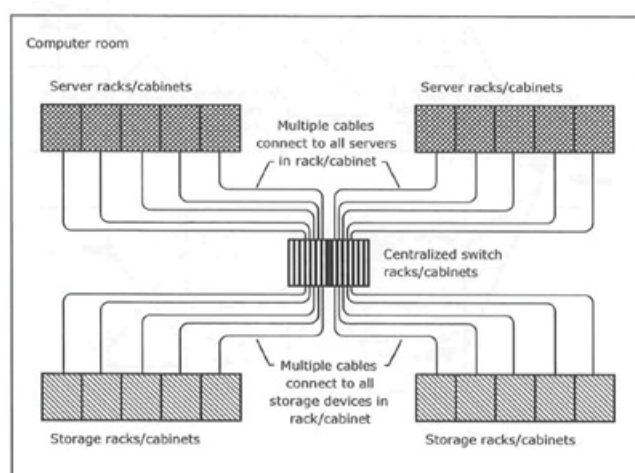 Computer room
Server racks/cabinets
Server racks/cabinets
Multiple cables
connect to all servers
in rack/cabinet
Centralized switch
racks/cabinets
Multiple cables
connect to all
storage devices in
rack/cabinet
Storage racks/cabinets
Storage racks/cabinets